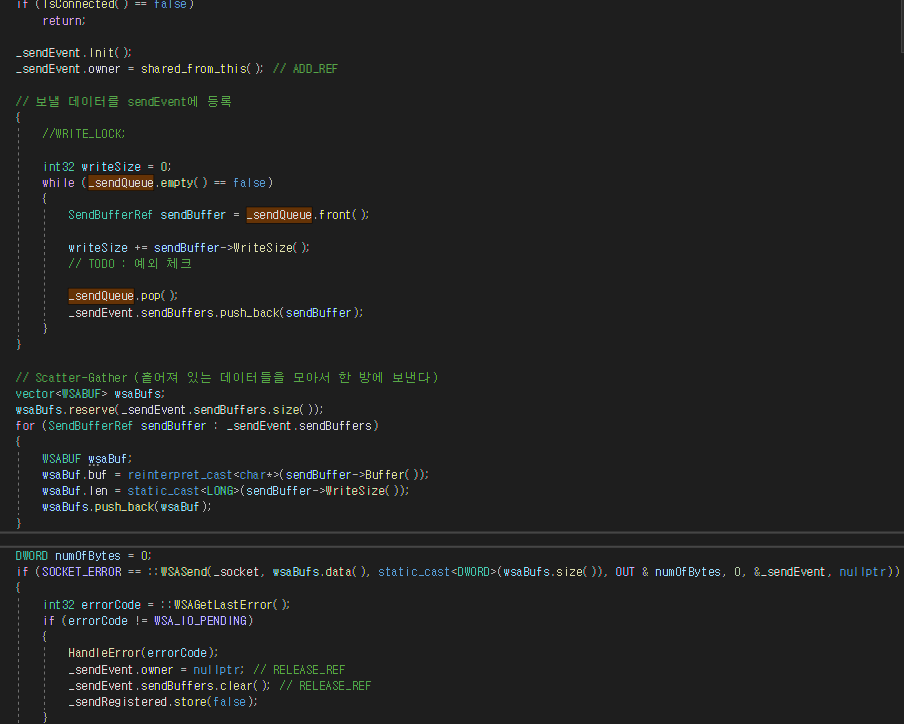 if (IsConnected() == false)
return;
_sendEvent.Init();
_sendEvent.owner = shared_from_this(); // ADD_REF
// 보낼 데이터를 sendEvent에 등록
{
//WRITE_LOCK;
int32 writeSize = 0;
while (_sendQueue.empty() == false)
{
SendBufferRef sendBuffer = _sendQueue.front();
writeSize += sendBuffer->WriteSize();
// TODO : 예외 체크
_sendQueue.pop();
_sendEvent.sendBuffers.push_back(sendBuffer);
}
}
// Scatter-Gather (흩어져 있는 데이터들을 모아서 한 방에 보낸다)
vector<WSABUF> wsaBufs;
wsaBufs.reserve(_sendEvent.sendBuffers.size());
for (SendBufferRef sendBuffer : _sendEvent.sendBuffers)
{
WSABUF wsaBuf;
wsaBuf.buf = reinterpret_cast<char*>(sendBuffer->Buffer());
wsaBuf.len = static_cast<LONG>(sendBuffer->WriteSize());
wsaBufs.push_back(wsaBuf);
}
DWORD numOfBytes = 0;
if (SOCKET_ERROR == ::WSASend(_socket, wsaBufs.data(), static_cast<DWORD>(wsaBufs.size()), OUT & numOfBytes, 0, &_sendEvent, nullptr))
{
int32 errorCode = ::WSAGetLastError();
if (errorCode != WSA_IO_PENDING)
{
HandleError(errorCode);
_sendEvent.owner = nullptr; // RELEASE_REF
_sendEvent.sendBuffers.clear(); // RELEASE_REF
_sendRegistered.store(false);
}